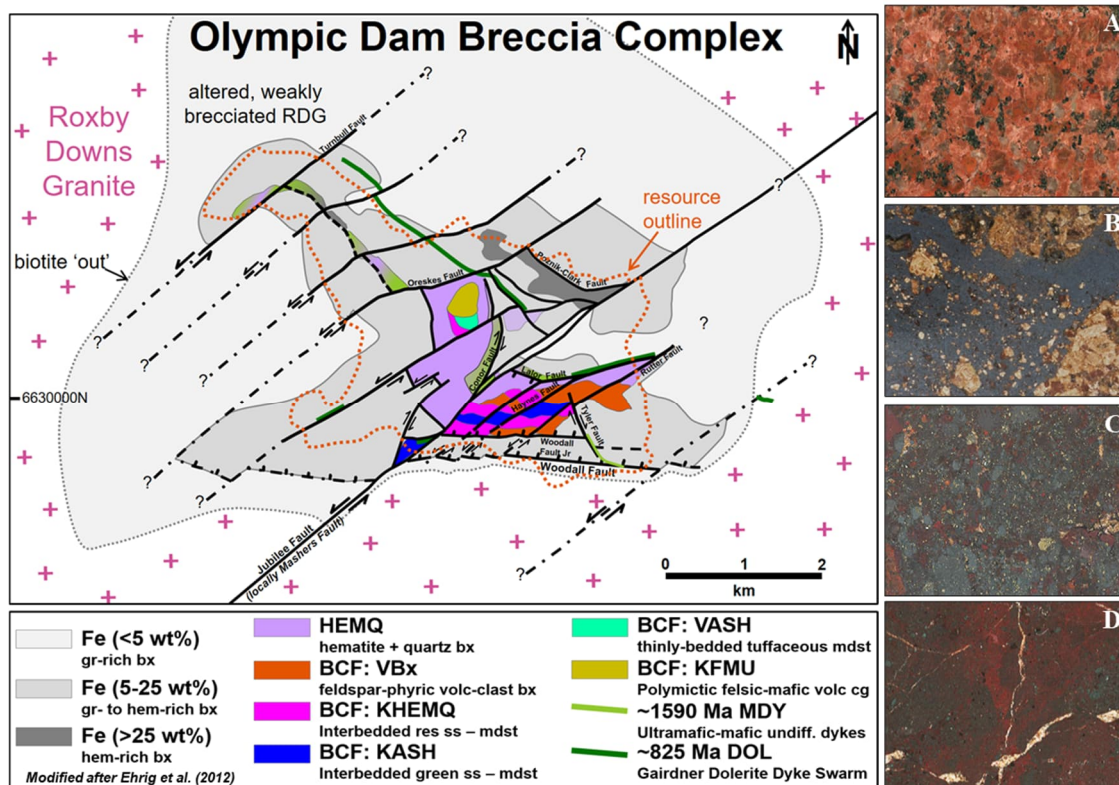 Olympic Dam Breccia Complex
N
altered, weakly
brecciated RDG
Roxby
Downs
Granite
?
?
?
?
Turnbull Fault
resource
outline
biotite 'out'
Poznik-Clark Fault
Oreskes Fault
?
?
?
?
6630000N
Conor Fault
Lalor Fault
Rutter Fault
Haynes Fault
Tyler Fault
?
?
?
Woodall
Fault Jr
Woodall Fault
Jubilee Fault
(locally Mashers Fault)
?
0 1 2
km
Fe (<5 wt%)
gr-rich bx
Fe (5-25 wt%)
gr- to hem-rich bx
Fe (>25 wt%)
hem-rich bx
Modified after Ehrig et al. (2012)
HEMQ
hematite + quartz bx
BCF: VBx
feldspar-phyric volc-clast bx
BCF: KHEMQ
Interbedded res ss – mdst
BCF: KASH
Interbedded green ss – mdst
BCF: VASH
thinly-bedded tuffaceous mdst
BCF: KFMU
Polymictic felsic-mafic volc cg
~1590 Ma MDY
Ultramafic-mafic undiff. dykes
~825 Ma DOL
Gairdner Dolerite Dyke Swarm
A
B
C
D